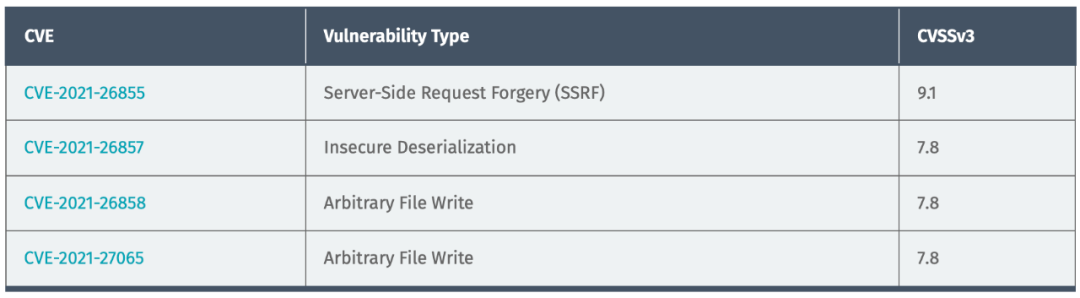 CVE Vulnerability Type CVSSv3
CVE-2021-26855 Server-Side Request Forgery (SSRF) 9.1
CVE-2021-26857 Insecure Deserialization 7.8
CVE-2021-26858 Arbitrary File Write 7.8
CVE-2021-27065 Arbitrary File Write 7.8